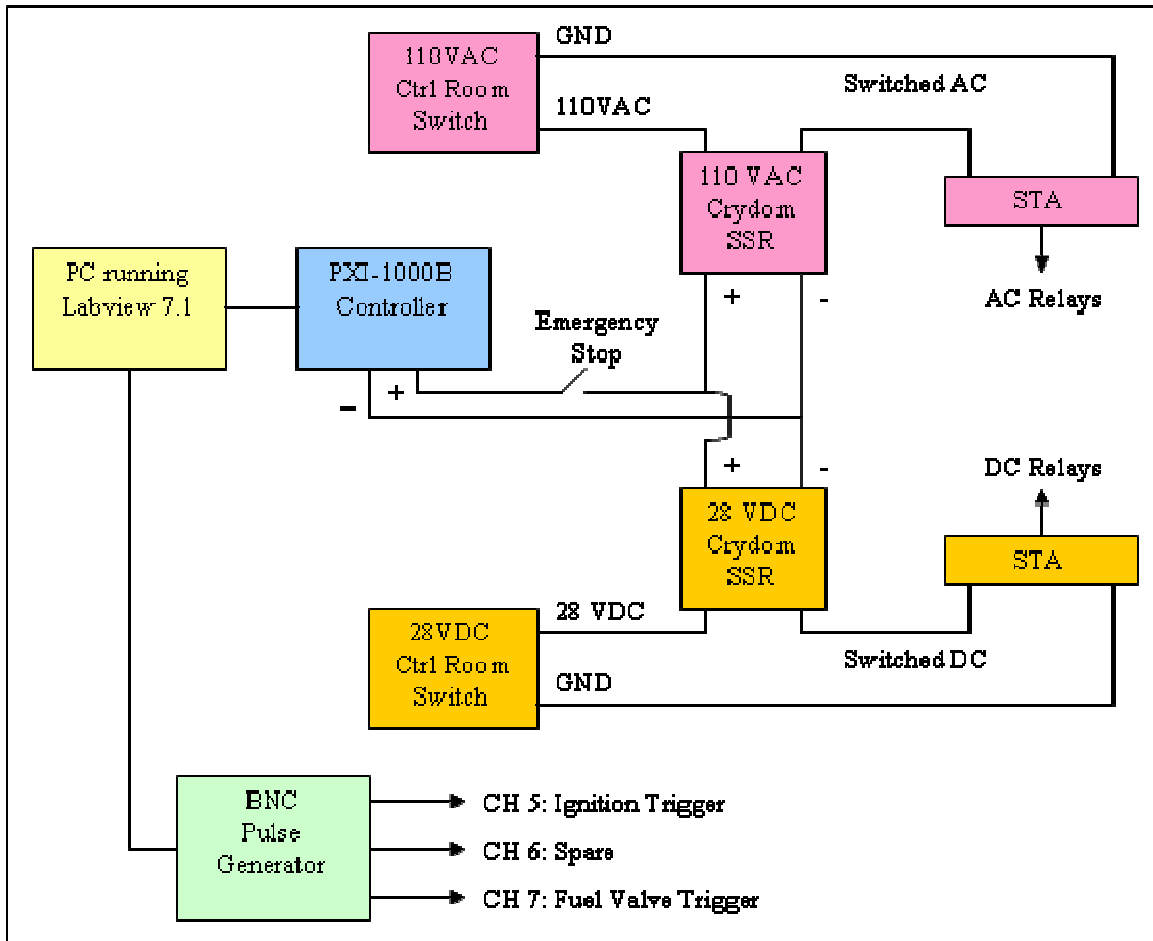 GND
110VAC
Ctrl Room
Switch
Switched AC
110VAC
110 VAC
Crydom
SSR
STA
AC Relays
PC running
Labview 7.1
PXI-1000B
Controller
+
-
Emergency
Stop
+
-
+
-
DC Relays
28 VDC
Crydom
SSR
STA
28VDC
Ctrl Room
Switch
28 VDC
Switched DC
GND
BNC
Pulse
Generator
CH 5: Ignition Trigger
CH 6: Spare
CH 7: Fuel Valve Trigger